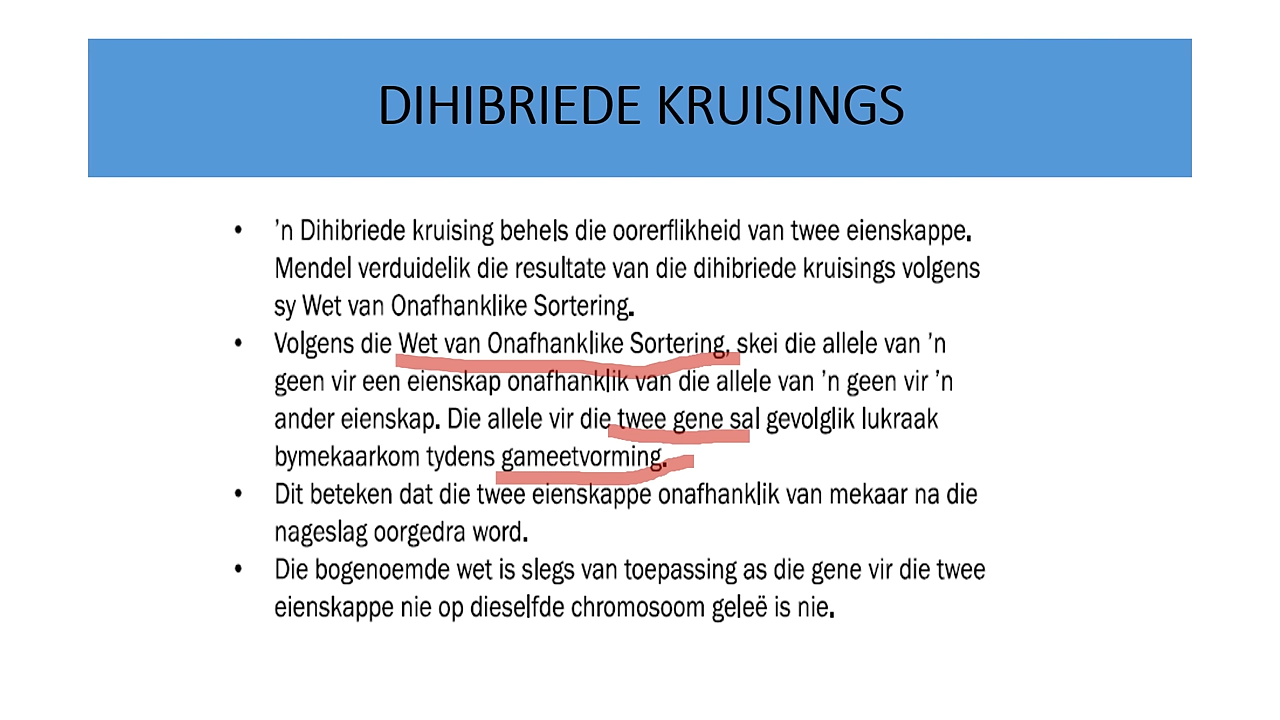 DIHIBRIEDE KRUISINGS
• ’n Dihibriede kruising behels die oorerflikheid van twee eienskappe.
Mendel verduidelik die resultate van die dihibriede kruisings volgens
sy Wet van Onafhanklike Sortering.
• Volgens die Wet van Onafhanklike Sortering, skei die allele van ’n
geen vir een eienskap onafhanklik van die allele van ’n geen vir ’n
ander eienskap. Die allele vir die twee gene sal gevolglik lukraak
bymekaarkom tydens gameetvorming.
• Dit beteken dat die twee eienskappe onafhanklik van mekaar na die
nageslag oorgedra word.
• Die bogenoemde wet is slegs van toepassing as die gene vir die twee
eienskappe nie op dieselfde chromosoom geleë is nie.